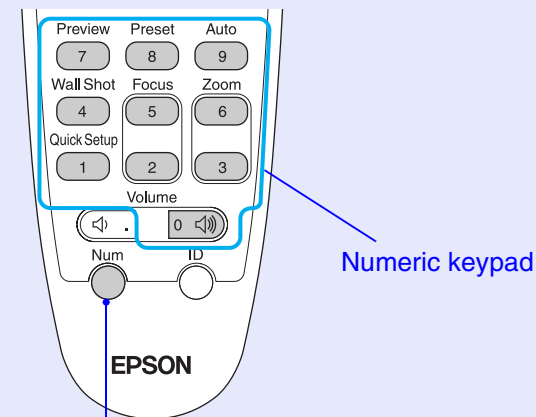 Preview Preset Auto
7 8 9
Wall Shot Focus Zoom
4 5 6
Quick Setup
1 2 3
Volume
. 0
Num ID
Numeric keypad
EPSON